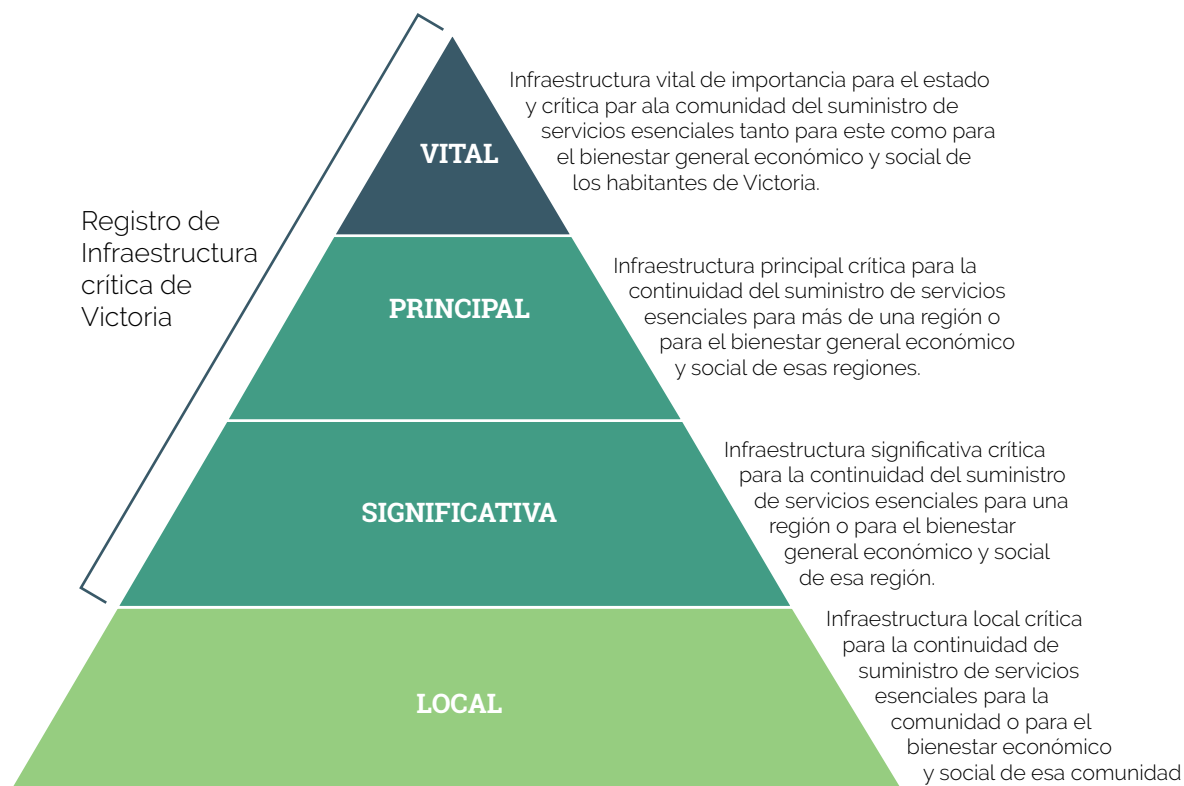 Registro de
Infraestructura
crítica de
Victoria
VITAL
Infraestructura vital de importancia para el estado
y crítica par ala comunidad del suministro de
servicios esenciales tanto para este como para
el bienestar general económico y social de
los habitantes de Victoria.
PRINCIPAL
Infraestructura principal crítica para la
continuidad del suministro de servicios
esenciales para más de una región o
para el bienestar general económico
y social de esas regiones.
SIGNIFICATIVA
Infraestructura significativa crítica
para la continuidad del suministro
de servicios esenciales para una
región o para el bienestar
general económico y social
de esa región.
LOCAL
Infraestructura local crítica
para la continuidad de
suministro de servicios
esenciales para la
comunidad o para el
bienestar económico
y social de esa comunidad